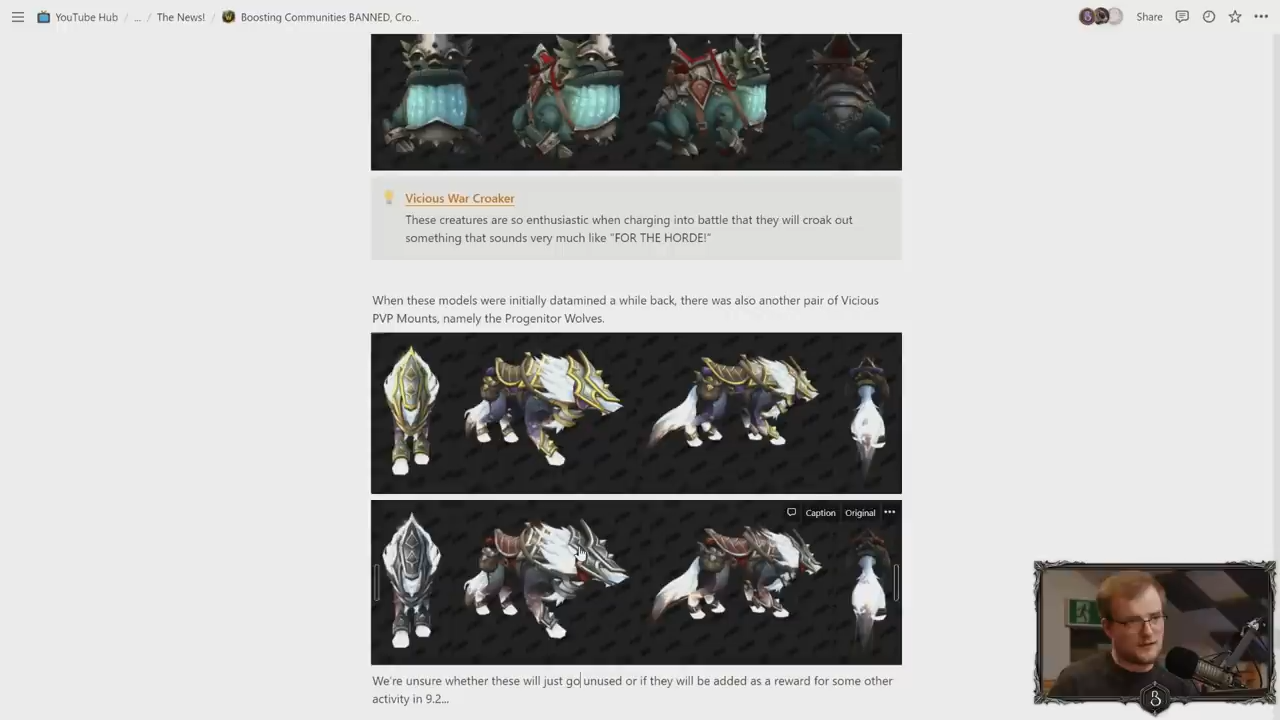 YouTube Hub / ... / The News! / Boosting Communities BANNED, Cro...
Share
Vicious War Croaker
These creatures are so enthusiastic when charging into battle that they will croak out
something that sounds very much like "FOR THE HORDE!"
When these models were initially datamined a while back, there was also another pair of Vicious
PVP Mounts, namely the Progenitor Wolves.
Caption Original
We're unsure whether these will just go unused or if they will be added as a reward for some other
activity in 9.2...